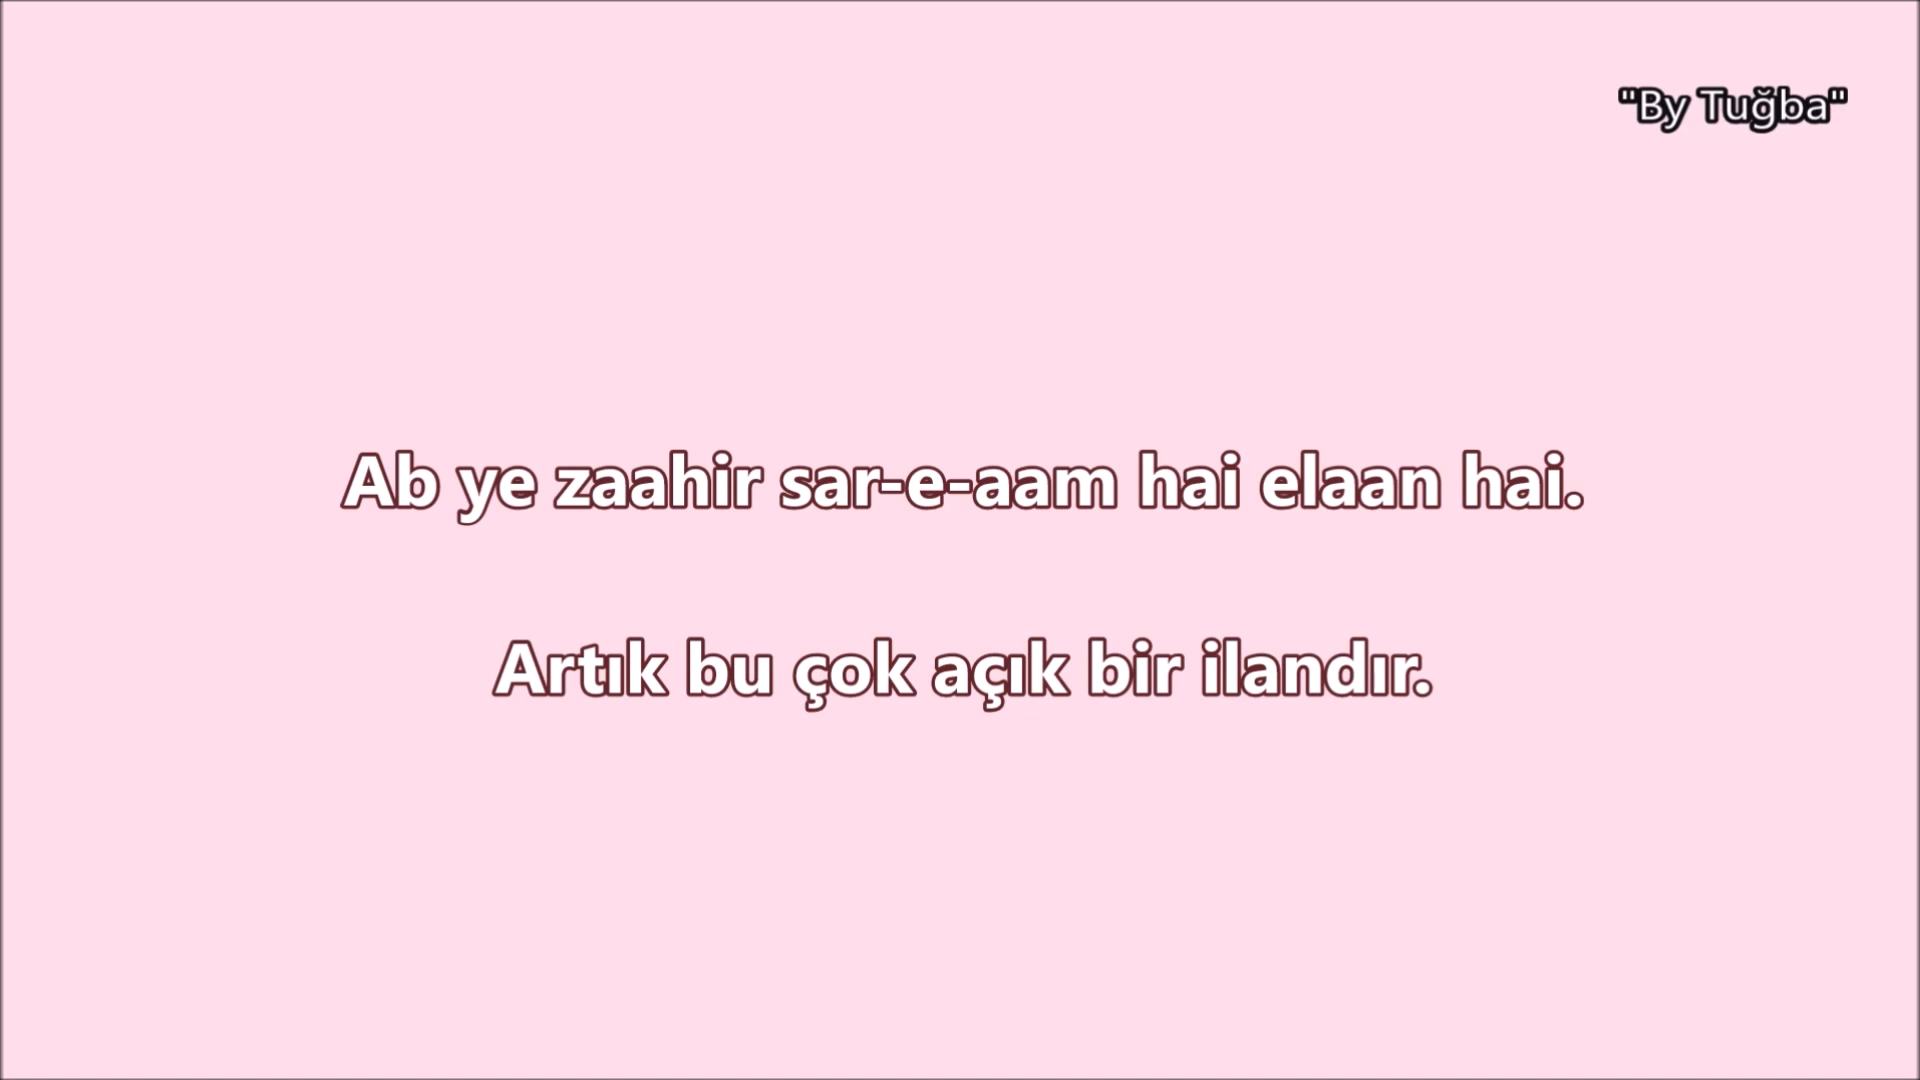 "By Tuğba"
Ab ye zaahir sar-e-aam hai elaan hai.
Artık bu çok açık bir ilandır.